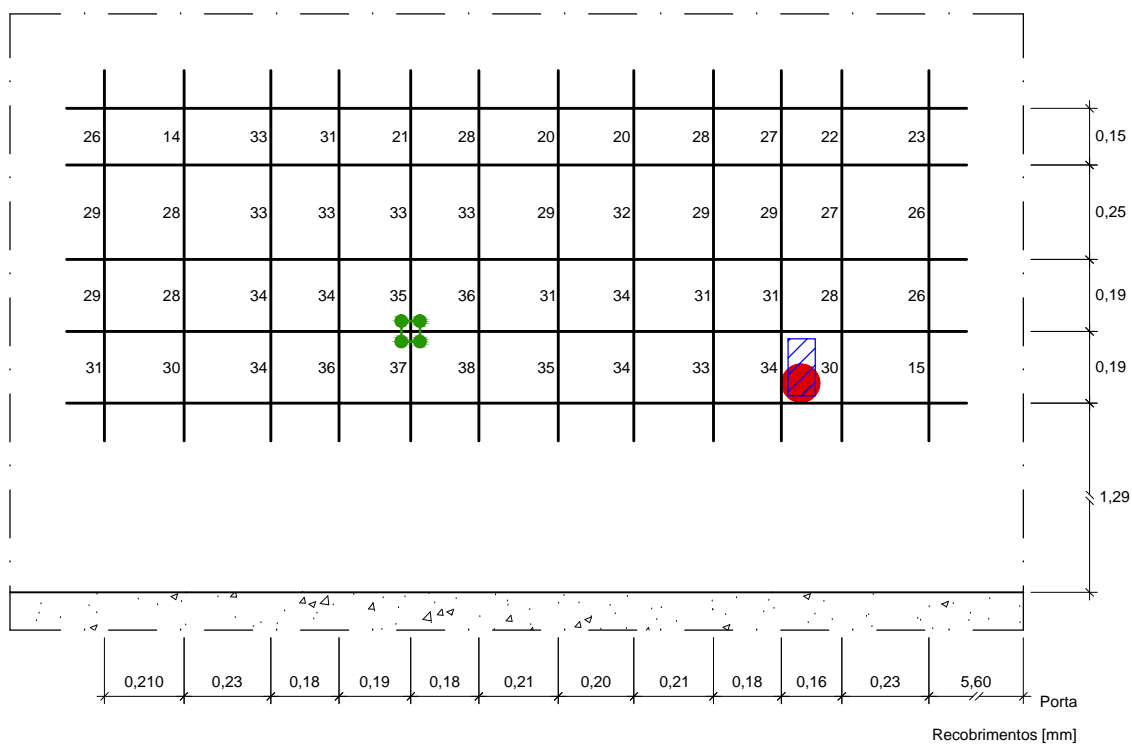 26 14 33 31 21 28 20 20 28 27 22 23 0,15
29 28 33 33 33 33 29 32 29 29 27 26 0,25
29 28 34 34 35 36 31 34 31 31 28 26 0,19
31 30 34 36 37 38 35 34 33 34 30 15 0,19
1,29
0,210 0,23 0,18 0,19 0,18 0,21 0,20 0,21 0,18 0,16 0,23 5,60
Porta
Recobrimentos [mm]